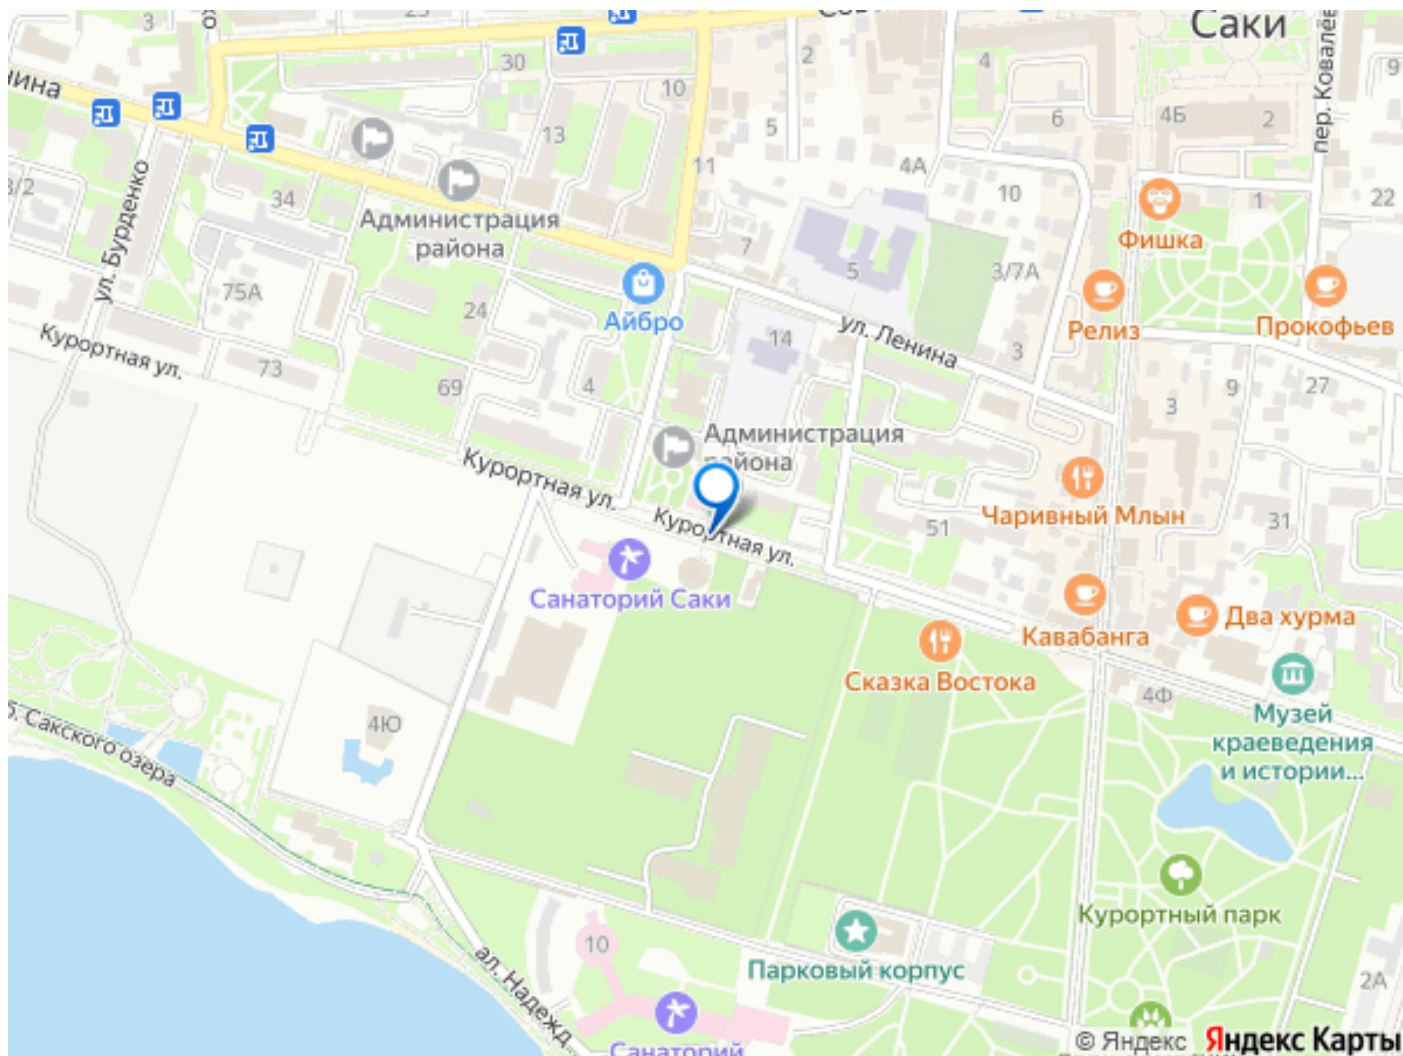 3
25
Саки
нина
30
10
2
4
9
13
5
6
4Б
2
пер. Ковалёв
3/2
ул. Бурденко
34
Администрация
района
11
4А
10
1
22
Фишка
7
5
3/7А
75А
24
Айбро
14
ул. Ленина
3
Релиз
Прокофьев
Курортная ул.
73
69
4
9
27
3
Администрация
района
Курортная ул.
Курортная ул.
Чаривный Млын
51
31
Санаторий Саки
Кавабанга
Два хурма
Сказка Востока
4Ф
Музей
краеведения
и истории...
4Ю
б. Сакского озера
Курортный парк
10
Парковый корпус
ал. Надежд
2А
Санаторий
© Яндекс Яндекс Карты